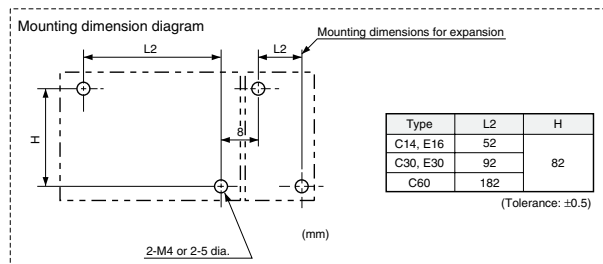 Mounting dimension diagram
L2
L2
Mounting dimensions for expansion
H
8
2-M4 or 2-5 dia.
(mm)
Type L2 H
C14, E16 52
C30, E30 92 82
C60 182
(Tolerance: ±0.5)